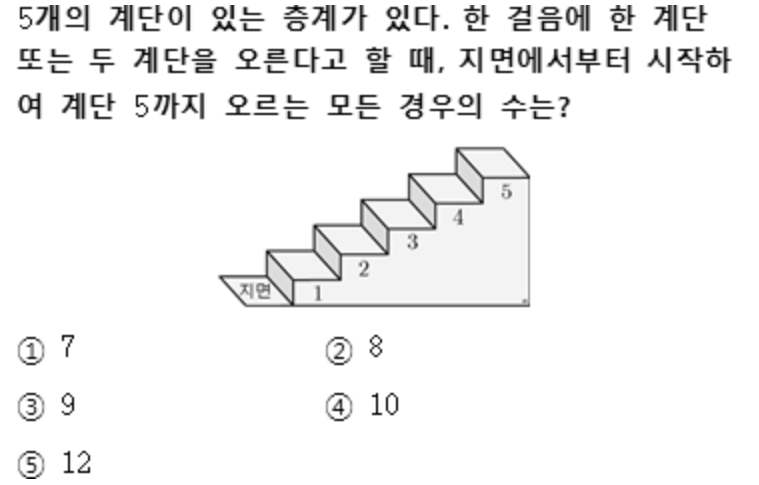 5개의 계단이 있는 층계가 있다. 한 걸음에 한 계단
또는 두 계단을 오른다고 할 때, 지면에서부터 시작하
여 계단 5까지 오르는 모든 경우의 수는?
5
4
3
2
지면 1
① 7 ② 8
③ 9 ④ 10
⑤ 12